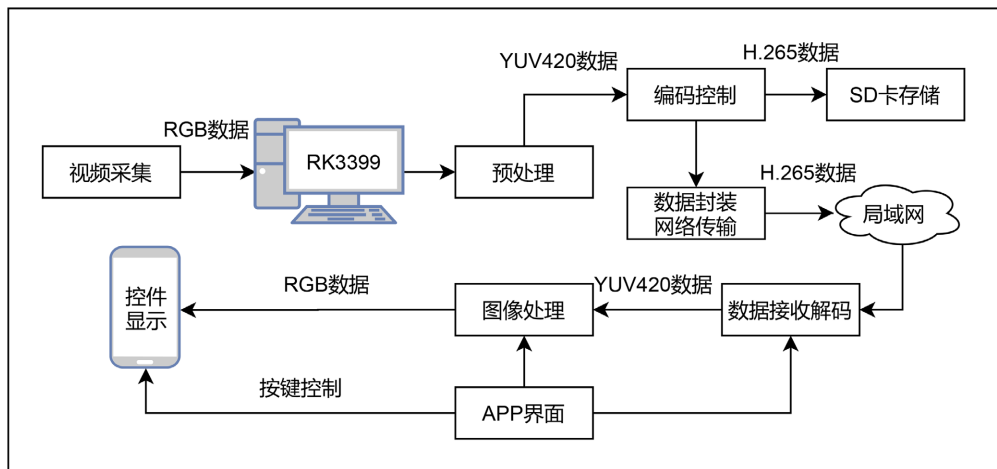 YUV420数据
H.265数据
编码控制
SD卡存储
RGB数据
视频采集
RK3399
预处理
H.265数据
数据封装
网络传输
局域网
控件
显示
RGB数据
图像处理
YUV420数据
数据接收解码
按键控制
APP界面